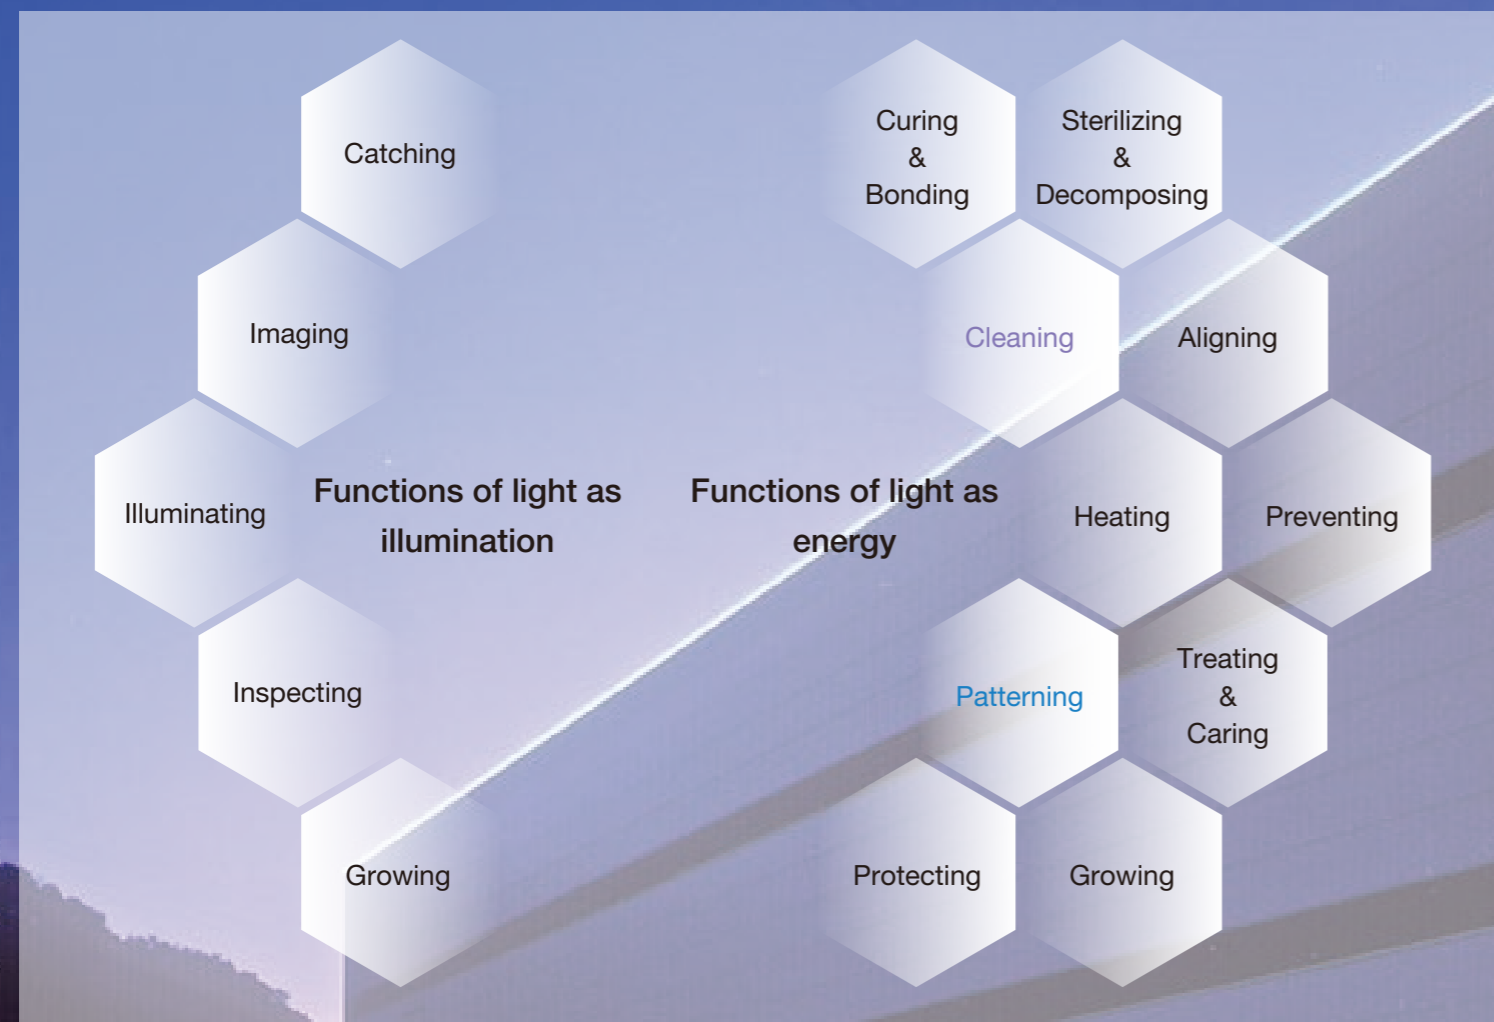 Catching
Imaging
Illuminating
Inspecting
Growing
Functions of light as
illumination
Functions of light as
energy
Curing
&
Bonding
Sterilizing
&
Decomposing
Cleaning
Aligning
Heating
Preventing
Patterning
Treating
&
Caring
Protecting
Growing